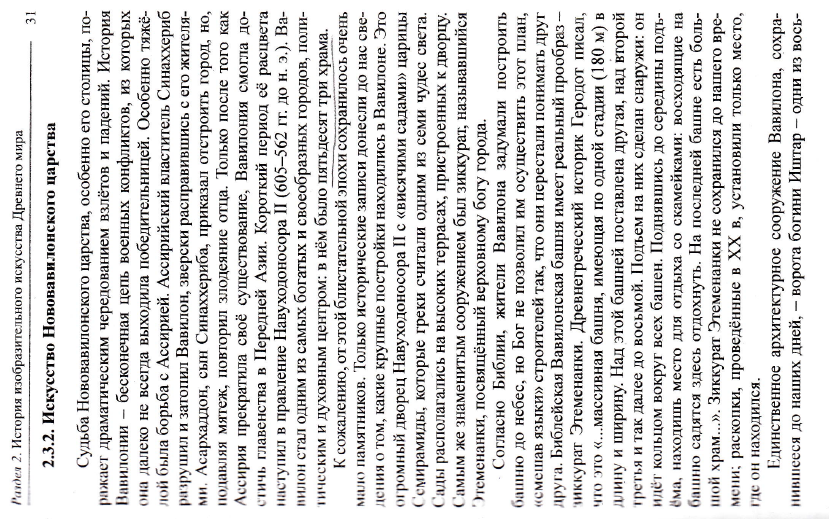 Раздел 2. История изобразительного искусства Древнего мира 31
2.3.2. Искусство Нововавилонского царства
Судьба Нововавилонского царства, особенно его столицы, по-
ражает драматическим чередованием взлётов и падений. История
Вавилонии – бесконечная цепь военных конфликтов, из которых
она далеко не всегда выходила победительницей. Особенно тяжё-
лой была борьба с Ассирией. Ассирийский властитель Синаххериб
разрушил и затопил Вавилон, зверски расправившись с его жителя-
ми. Асархаддон, сын Синаххериба, приказал отстроить город, но,
подавляя мятеж, повторил злодеяние отца. Только после того как
Ассирия прекратила своё существование, Вавилония смогла до-
стичь главенства в Передней Азии. Короткий период её расцвета
наступил в правление Навуходоносора II (605–562 гг. до н. э.). Ва-
вилон стал одним из самых богатых и своеобразных городов, поли-
тическим и духовным центром: в нём было пятьдесят три храма.
К сожалению, от этой блистательной эпохи сохранилось очень
мало памятников. Только исторические записи донесли до нас све-
дения о том, какие крупные постройки находились в Вавилоне. Это
огромный дворец Навуходоносора II с «висячими садами» царицы
Семирамиды, которые греки считали одним из семи чудес света.
Сады располагались на высоких террасах, пристроенных к дворцу.
Самым же знаменитым сооружением был зиккурат, называвшийся
Этеменанки, посвящённый верховному богу города.
Согласно Библии, жители Вавилона задумали построить
башню до небес, но Бог не позволил им осуществить этот план,
«смешав языки» строителей так, что они перестали понимать друг
друга. Библейская Вавилонская башня имеет реальный прообраз –
зиккурат Этеменанки. Древнегреческий историк Геродот писал,
что это «...массивная башня, имеющая по одной стадии (180 м) в
длину и ширину. Над этой башней поставлена другая, над второй
третья и так далее до восьмой. Подъем на них сделан снаружи: он
идёт кольцом вокруг всех башен. Поднявшись до середины подъ-
ёма, находишь место для отдыха со скамейками: восходящие на
башню садятся здесь отдохнуть. На последней башне есть боль-
шой храм...». Зиккурат Этеменанки не сохранился до нашего вре-
мени; раскопки, проведённые в XX в, установили только место,
где он находился.
Единственное архитектурное сооружение Вавилона, сохра-
нившееся до наших дней, – ворота богини Иштар – одни из вось-